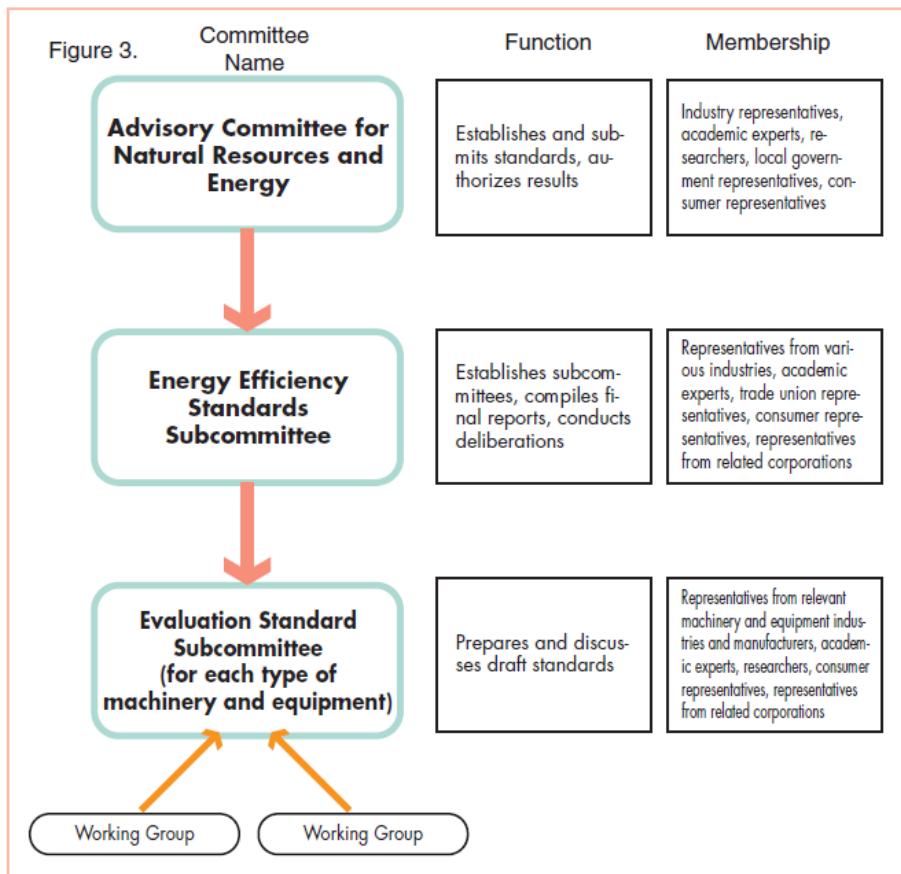 Figure 3.
Committee
Name
Function
Membership
Advisory Committee for
Natural Resources and
Energy
Establishes and sub-
mits standards, au-
thorizes results
Industry representatives,
academic experts, re-
searchers, local govern-
ment representatives, con-
sumer representatives
Energy Efficiency
Standards
Subcommittee
Establishes subcom-
mittees, compiles fi-
nal reports, conducts
deliberations
Representatives from vari-
ous industries, academic
experts, trade union repre-
sentatives, consumer repre-
sentatives, representatives
from related corporations
Evaluation Standard
Subcommittee
(for each type of
machinery and equipment)
Prepares and discus-
ses draft standards
Representatives from relevant
machinery and equipment indus-
tries and manufacturers, academ-
ic experts, researchers, consumer
representatives, representatives
from related corporations
Working Group
Working Group